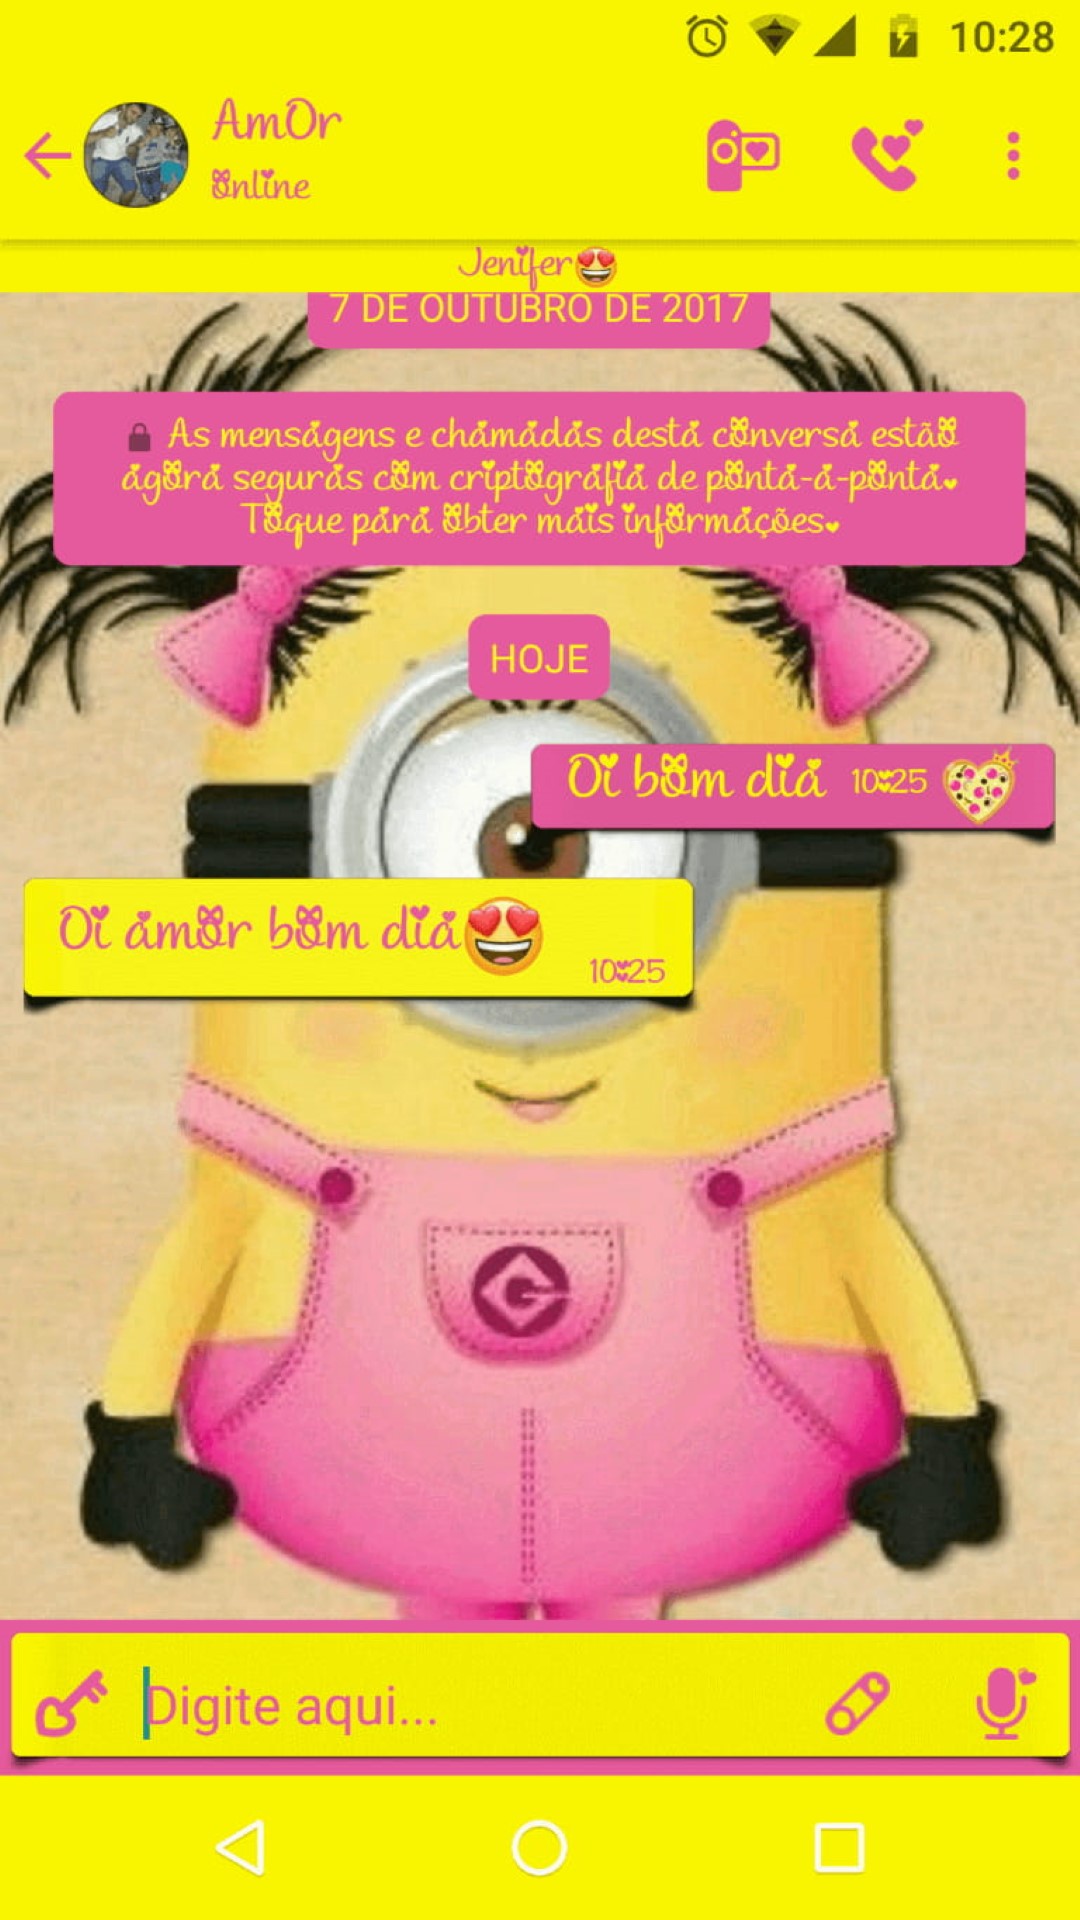 10:28
AmOr
online
Jenifer😍
7 DE OUTUBRO DE 2017
As mensagens e chamadas desta conversa estão
agora seguras com criptografia de ponta-a-ponta.
Toque para obter mais informações.
HOJE
Oi bom dia 10:25
Oi amor bom dia😍
10:25
Digite aqui...